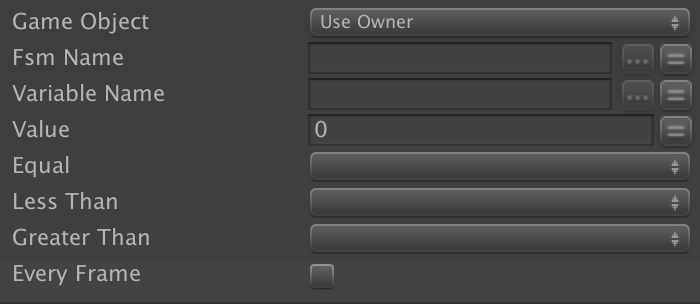 Game Object Use Owner
Fsm Name
Variable Name
Value 0
Equal
Less Than
Greater Than
Every Frame